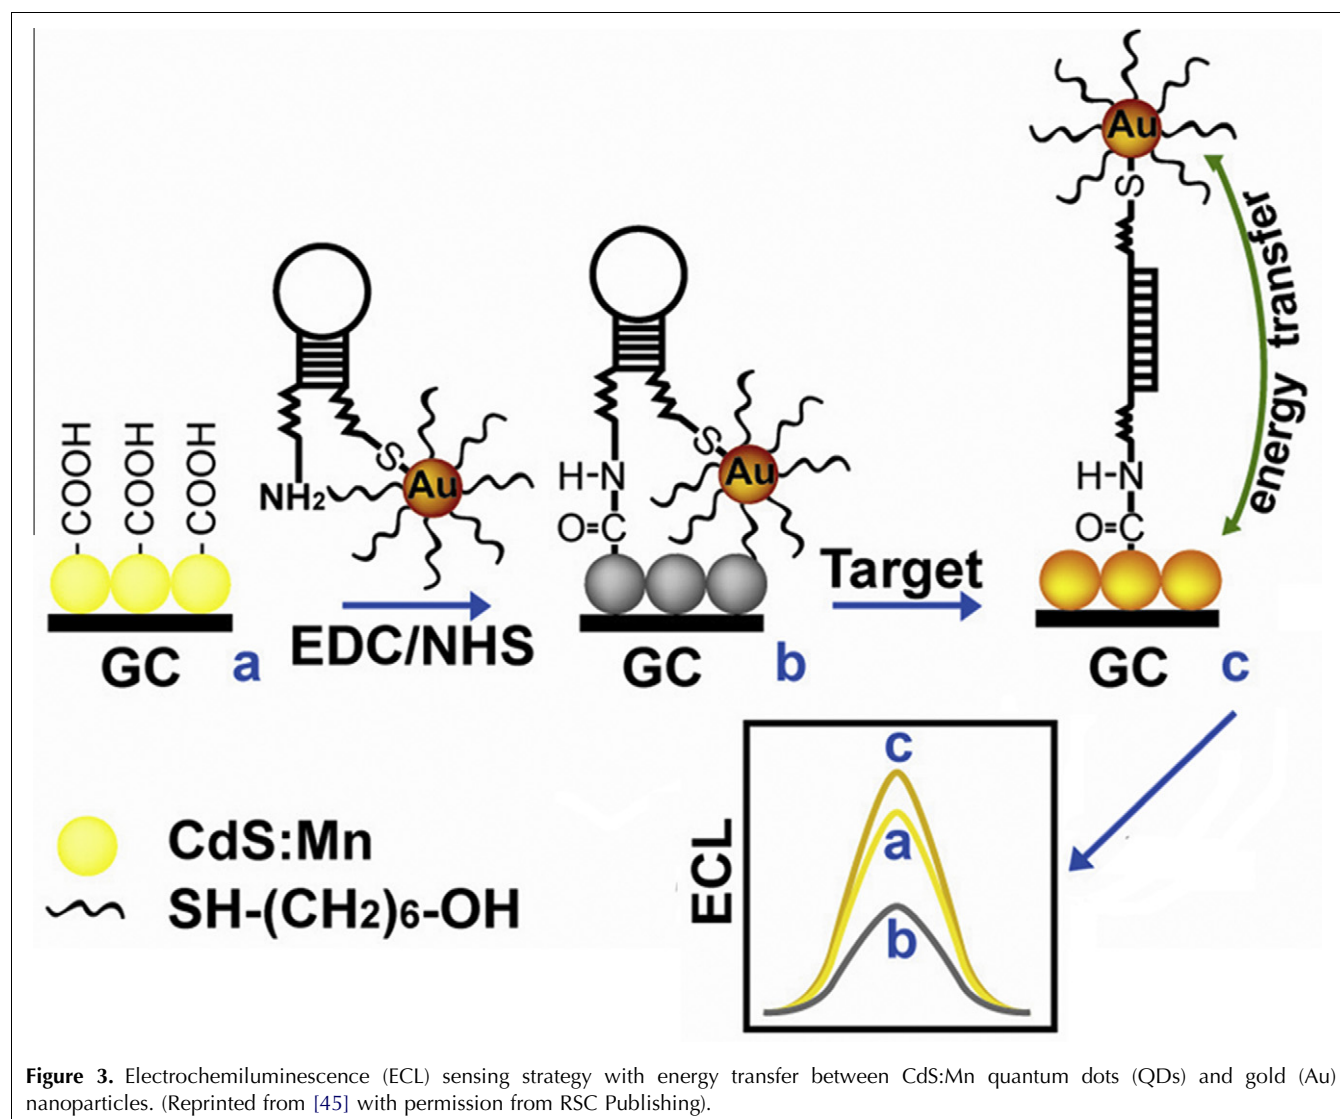 Au
S
energy transfer
COOH COOH COOH
NH2
S
Au
H-N
O=C
S
Au
H-N
O=C
EDC/NHS
Target
GC a
GC b
GC c
CdS:Mn
SH-(CH2)6-OH
ECL
c
a
b
Figure 3. Electrochemiluminescence (ECL) sensing strategy with energy transfer between CdS:Mn quantum dots (QDs) and gold (Au)
nanoparticles. (Reprinted from [45] with permission from RSC Publishing).